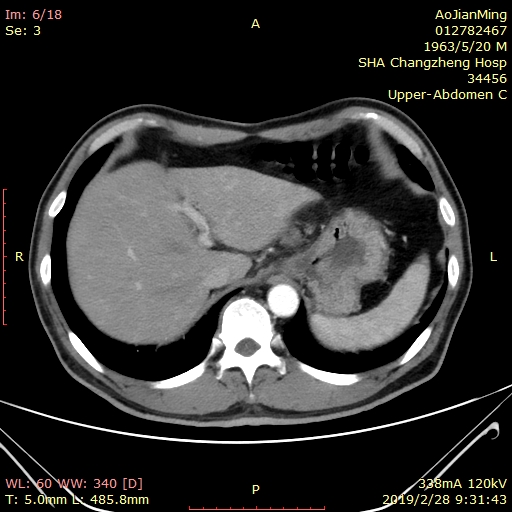 Im: 6/18
Se: 3
A
AoJianMing
012782467
1963/5/20 M
SHA Changzheng Hosp
34456
Upper-Abdomen C
R
L
WL: 60 WW: 340 [D]
T: 5.0mm L: 485.8mm
P
338mA 120kV
2019/2/28 9:31:43